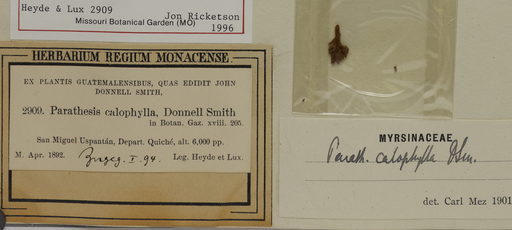 Heyde & Lux 2909
Jon Ricketson
Missouri Botanical Garden (MO)
1996
HERBARIUM REGIUM MONACENSE.
EX PLANTIS GUATEMALENSIBUS, QUAS EDIDIT JOHN
DONNELL SMITH,
2909. Parathesis calophylla, Donnell Smith
in Botan. Gaz. xviii. 205.
San Miguel Uspantán, Depart. Quiché, alt. 6,000 pp.
M. Apr. 1892.
I. 94.
Leg. Heyde et Lux.
MYRSINACEAE
Parath. calophylla DSm.
det. Carl Mez 1901